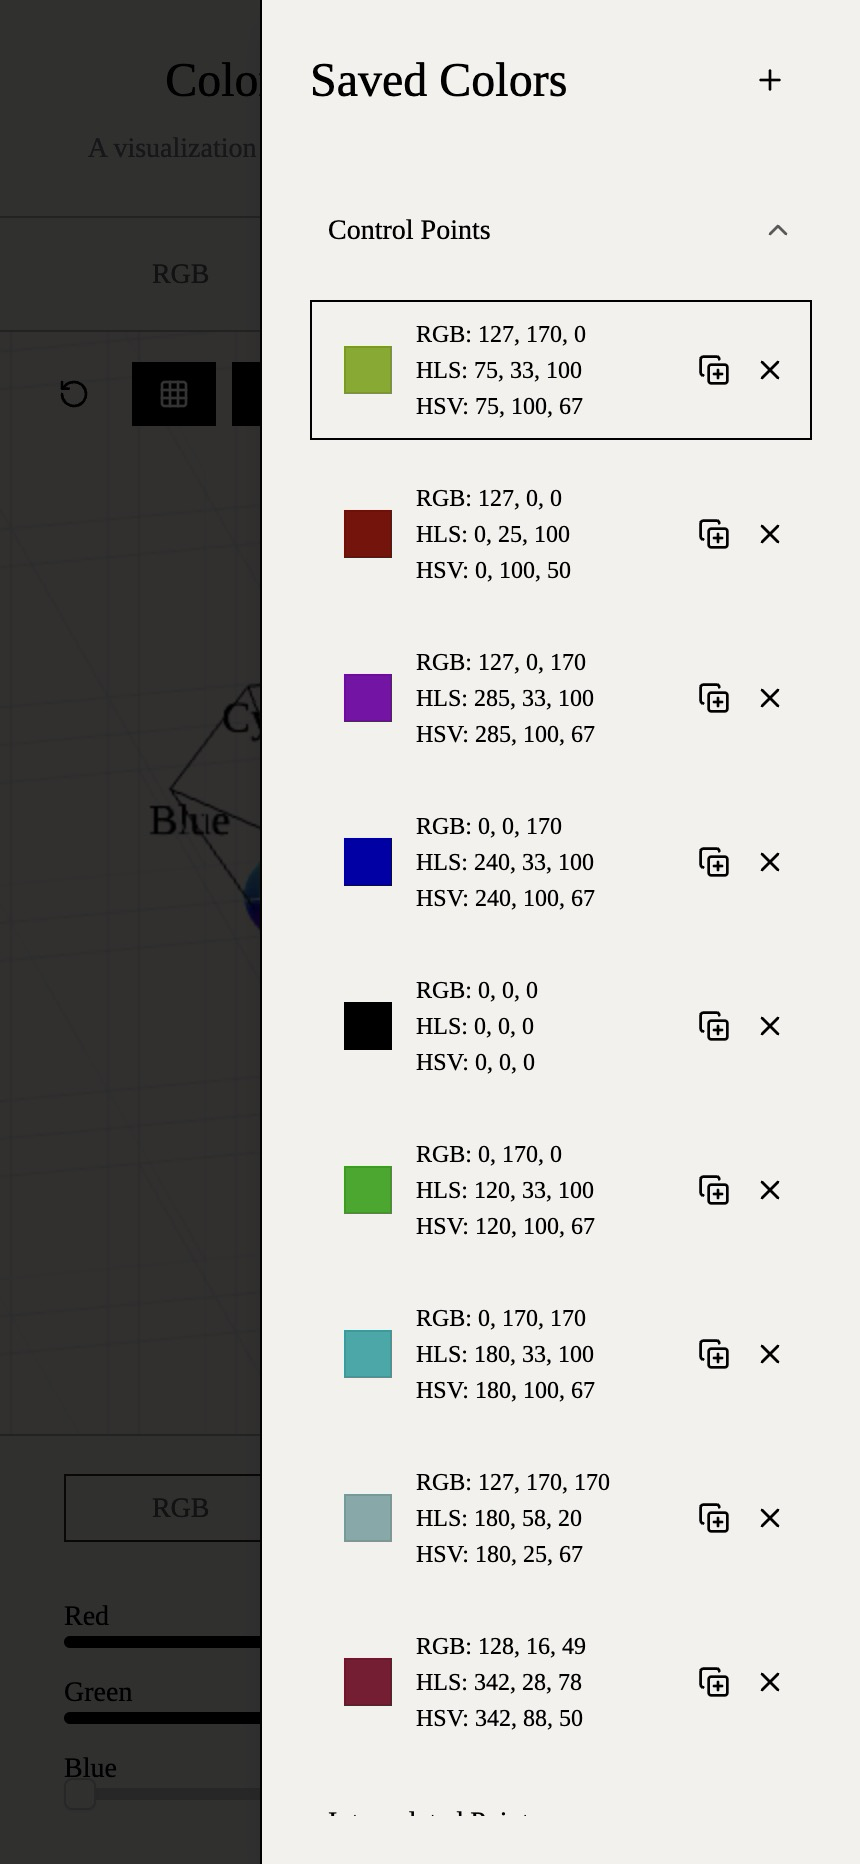 Saved Colors
A visualization
Control Points
RGB
RGB: 127, 170, 0
HLS: 75, 33, 100
HSV: 75, 100, 67
RGB: 127, 0, 0
HLS: 0, 25, 100
HSV: 0, 100, 50
RGB: 127, 0, 170
HLS: 285, 33, 100
HSV: 285, 100, 67
Blue
RGB: 0, 0, 170
HLS: 240, 33, 100
HSV: 240, 100, 67
RGB: 0, 0, 0
HLS: 0, 0, 0
HSV: 0, 0, 0
RGB: 0, 170, 0
HLS: 120, 33, 100
HSV: 120, 100, 67
RGB: 0, 170, 170
HLS: 180, 33, 100
HSV: 180, 100, 67
RGB: 127, 170, 170
HLS: 180, 58, 20
HSV: 180, 25, 67
RGB
RGB: 128, 16, 49
HLS: 342, 28, 78
HSV: 342, 88, 50
Red
Green
Blue